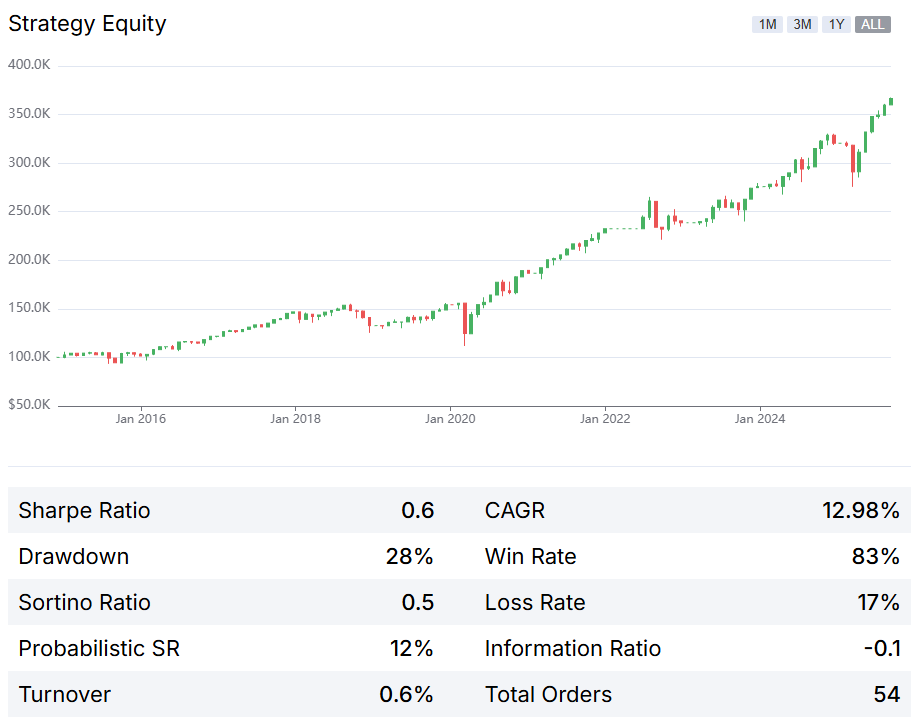 Strategy Equity 1M 3M 1Y ALL
400.0K
350.0K
300.0K
250.0K
200.0K
150.0K
100.0K
$50.0K
Jan 2016 Jan 2018 Jan 2020 Jan 2022 Jan 2024
Sharpe Ratio 0.6 CAGR 12.98%
Drawdown 28% Win Rate 83%
Sortino Ratio 0.5 Loss Rate 17%
Probabilistic SR 12% Information Ratio -0.1
Turnover 0.6% Total Orders 54